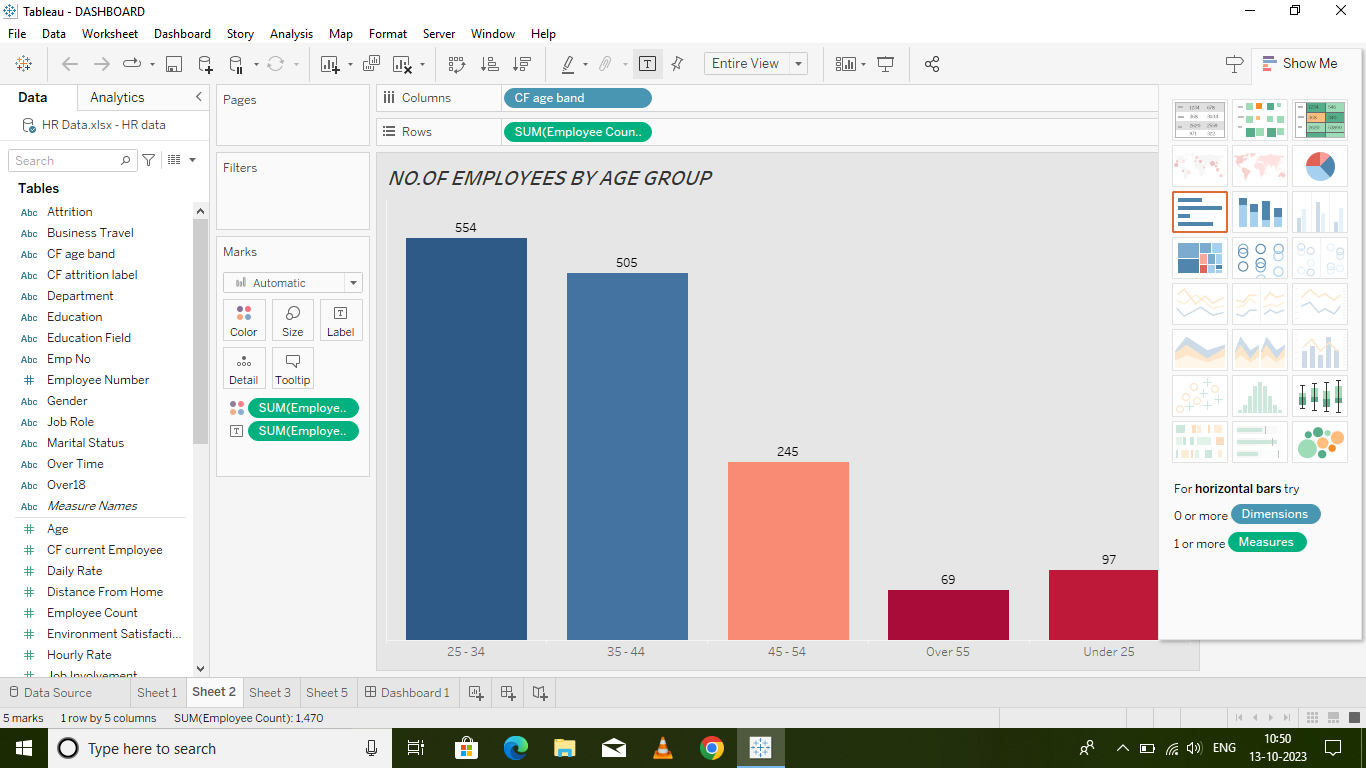 Tableau - DASHBOARD
File Data Worksheet Dashboard Story Analysis Map Format Server Window Help
Entire View
Show Me
Data Analytics
HR Data.xlsx - HR data
Search
Tables
Abc Attrition
Abc Business Travel
Abc CF age band
Abc CF attrition label
Abc Department
Abc Education
Abc Education Field
Abc Emp No
Employee Number
Abc Gender
Abc Job Role
Abc Marital Status
Abc Over Time
Abc Over18
Abc Measure Names
Age
CF current Employee
Daily Rate
Distance From Home
Employee Count
Environment Satisfacti...
Hourly Rate
Job Involvement
Pages
Filters
Marks
Automatic
Color Size Label
Detail Tooltip
SUM(Employe..
SUM(Employe..
Columns CF age band
Rows SUM(Employee Coun..
NO.OF EMPLOYEES BY AGE GROUP
554
505
245
69
97
25 - 34 35 - 44 45 - 54 Over 55 Under 25
For horizontal bars try
0 or more Dimensions
1 or more Measures
Data Source Sheet 1 Sheet 2 Sheet 3 Sheet 5 Dashboard 1
5 marks 1 row by 5 columns SUM(Employee Count): 1,470
Type here to search
ENG
10:50
13-10-2023